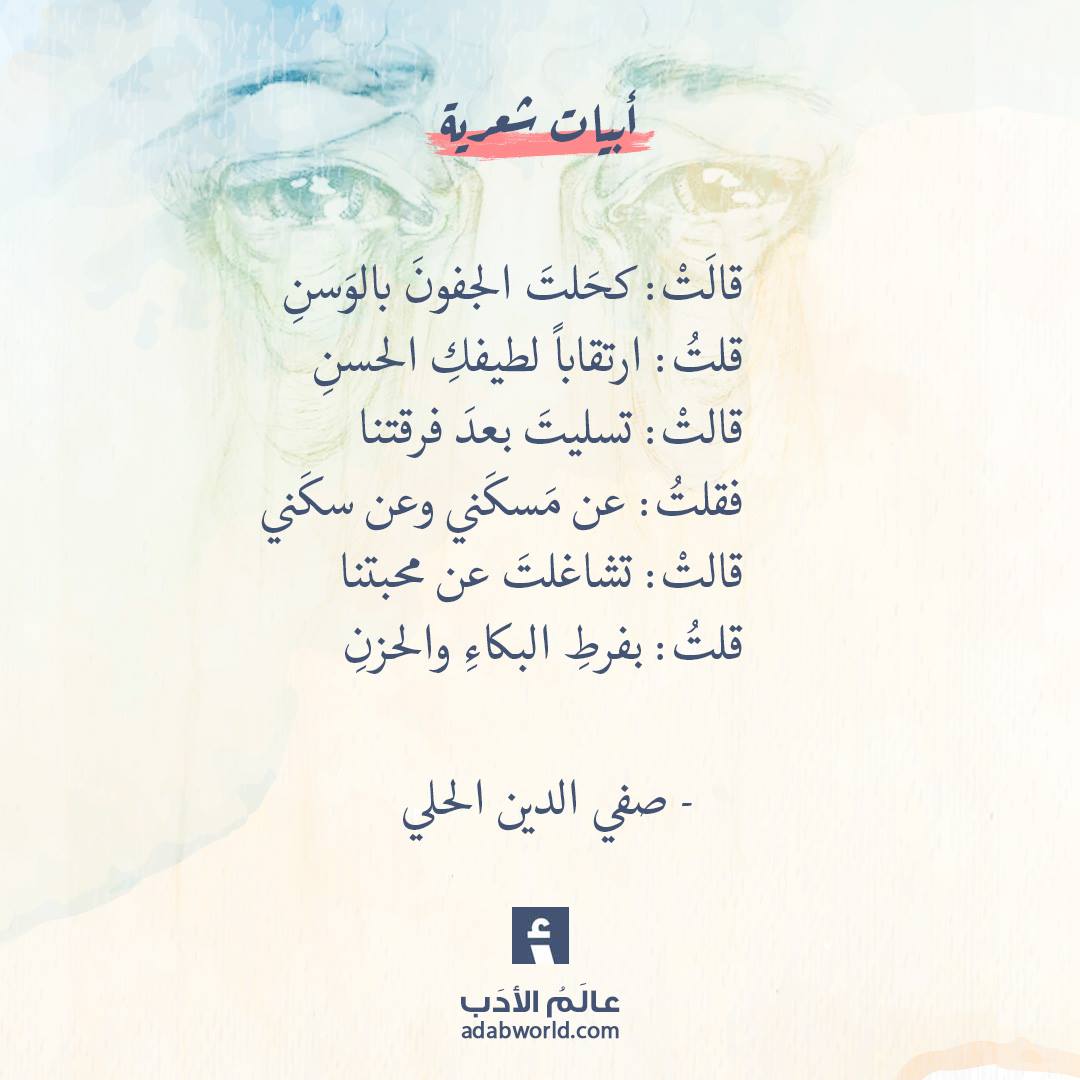 أبيات شعرية
قالَتْ: كحَلتَ الجفونَ بالوَسنِ
قلتُ: ارتقاباً لطيفكِ الحسنِ
قالتْ: تسليتَ بعدَ فرقتنا
فقلتُ: عن مَسكَني وعن سكَني
قالتْ: تشاغلتَ عن محبتنا
قلتُ: بفرطِ البكاءِ والحزنِ
- صفي الدين الحلي
أ
عالَمُ الأدَب
adabworld.com